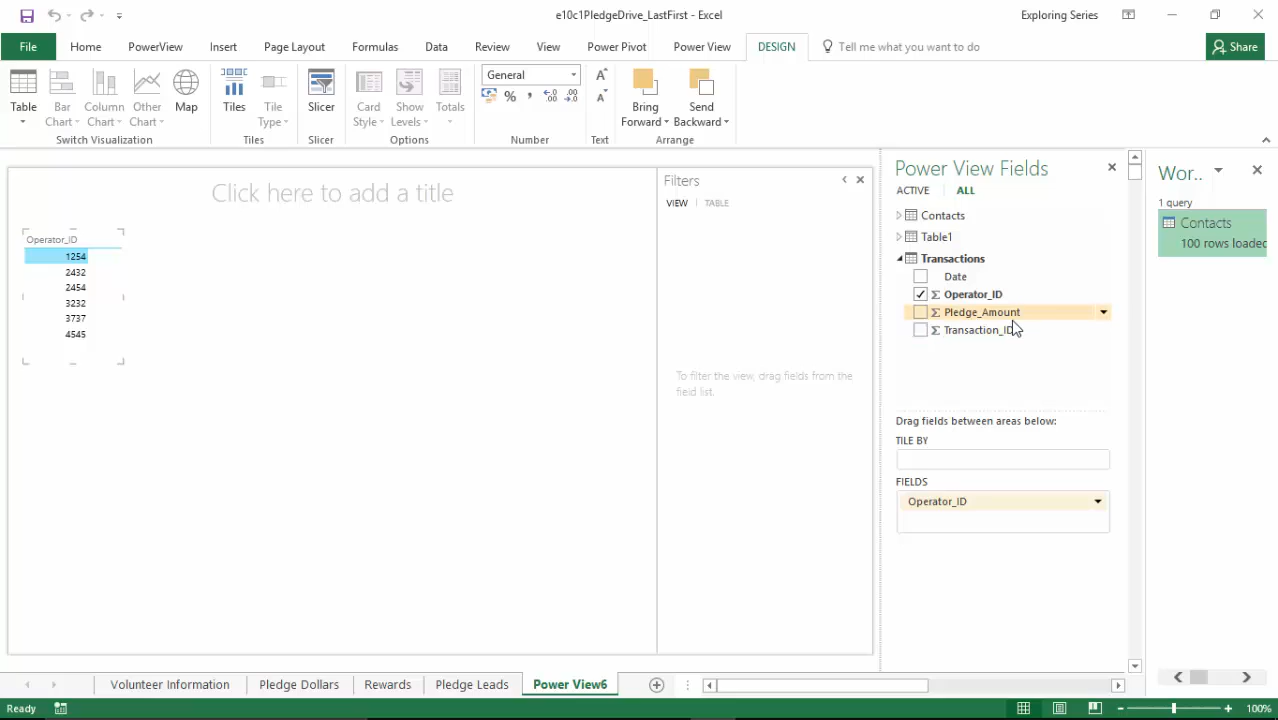 e10c1PledgeDrive_LastFirst - Excel
Exploring Series
File Home PowerView Insert Page Layout Formulas Data Review View Power Pivot Power View DESIGN Tell me what you want to do Share
Table Bar Chart Column Chart Other Chart Map
Switch Visualization
Tiles Tile Type
Tiles
Slicer
Slicer
Card Style Show Levels Totals
Options
General
%
Number
A A
Text
Bring Forward Send Backward
Arrange
Click here to add a title
Operator_ID
1254
2432
2454
3232
3737
4545
Filters
VIEW TABLE
To filter the view, drag fields from the
field list.
Power View Fields
ACTIVE ALL
Contacts
Table1
Transactions
Date
Σ Operator_ID
Σ Pledge_Amount
Σ Transaction_ID
Drag fields between areas below:
TILE BY
FIELDS
Operator_ID
Wor..
1 query
Contacts
100 rows loaded
Volunteer Information Pledge Dollars Rewards Pledge Leads Power View6
Ready
100%